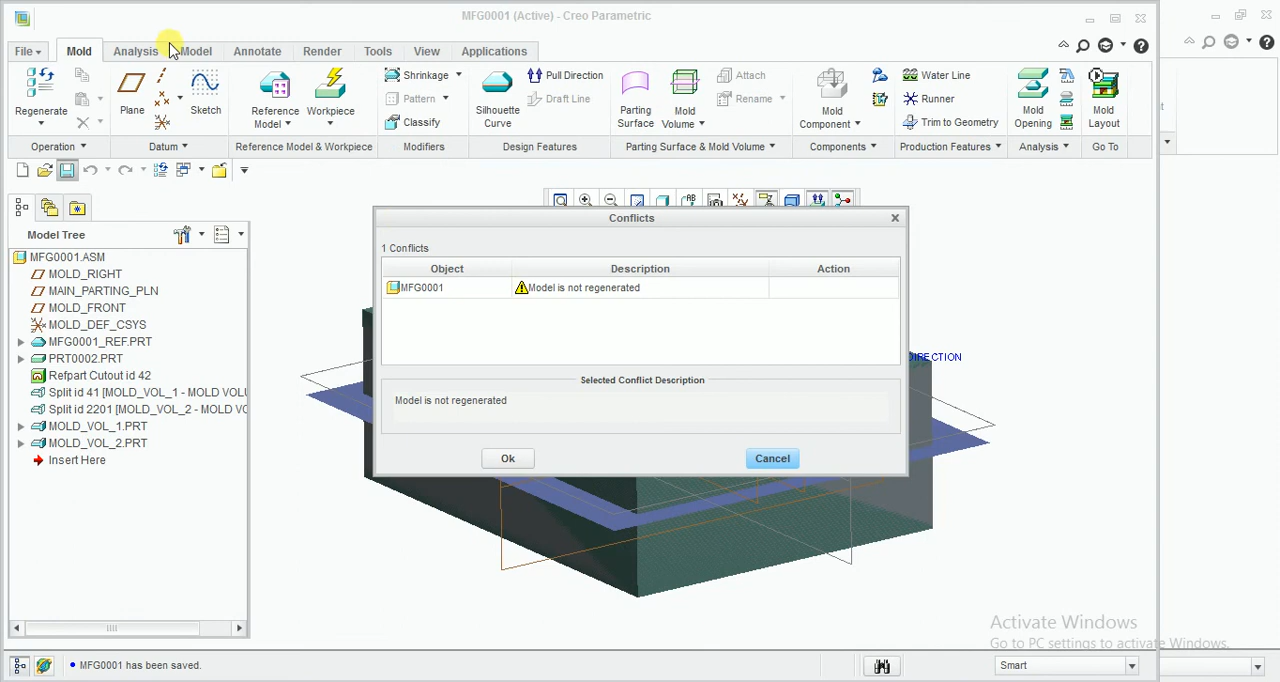 MFG0001 (Active) - Creo Parametric
File Mold Analysis Model Annotate Render Tools View Applications
Regenerate Plane Sketch Reference Model Workpiece Shrinkage Pattern Classify Silhouette Curve Pull Direction Draft Line Parting Surface Mold Volume Attach Rename Mold Component Water Line Runner Trim to Geometry Mold Opening Mold Layout
Operation Datum Reference Model & Workpiece Modifiers Design Features Parting Surface & Mold Volume Components Production Features Analysis Go To
Model Tree
MFG0001.ASM
MOLD_RIGHT
MAIN_PARTING_PLN
MOLD_FRONT
MOLD_DEF_CSYS
MFG0001_REF.PRT
PRT0002.PRT
Refpart Cutout id 42
Split id 41 [MOLD_VOL_1 - MOLD VOLU
Split id 2201 [MOLD_VOL_2 - MOLD VO
MOLD_VOL_1.PRT
MOLD_VOL_2.PRT
Insert Here
Conflicts
1 Conflicts
Object Description Action
MFG0001 Model is not regenerated
Selected Conflict Description
Model is not regenerated
Ok Cancel
Activate Windows
Go to PC settings to activate Windows.
MFG0001 has been saved.
Smart